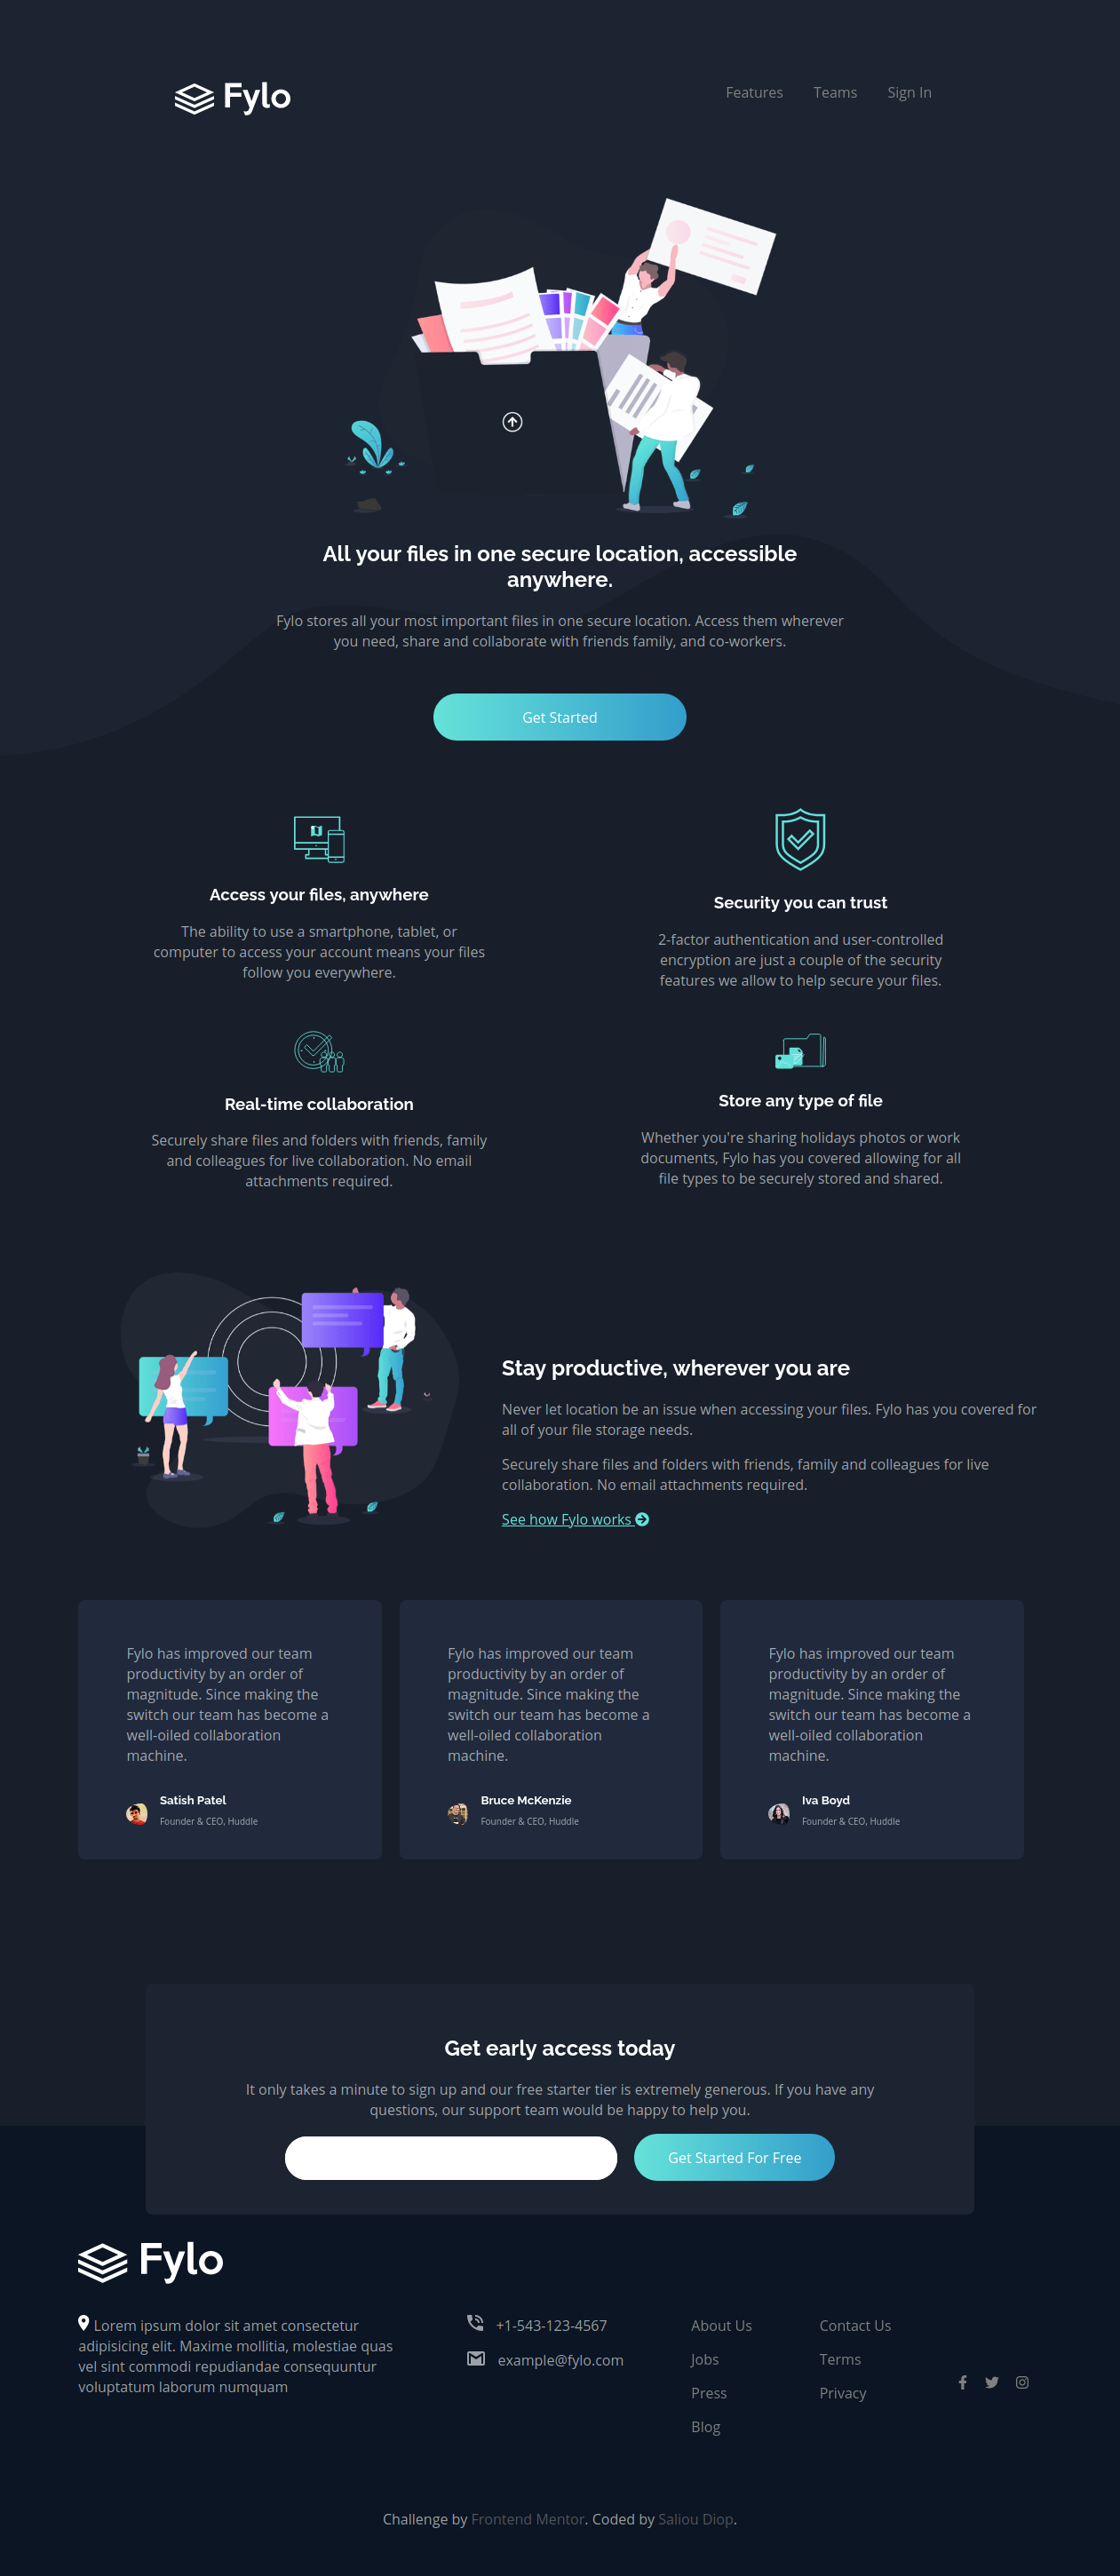 Fylo
Features
Teams
Sign In
All your files in one secure location, accessible
anywhere.
Fylo stores all your most important files in one secure location. Access them wherever
you need, share and collaborate with friends family, and co-workers.
Get Started
Access your files, anywhere
The ability to use a smartphone, tablet, or
computer to access your account means your files
follow you everywhere.
Security you can trust
2-factor authentication and user-controlled
encryption are just a couple of the security
features we allow to help secure your files.
Real-time collaboration
Securely share files and folders with friends, family
and colleagues for live collaboration. No email
attachments required.
Store any type of file
Whether you're sharing holidays photos or work
documents, Fylo has you covered allowing for all
file types to be securely stored and shared.
Stay productive, wherever you are
Never let location be an issue when accessing your files. Fylo has you covered for
all of your file storage needs.
Securely share files and folders with friends, family and colleagues for live
collaboration. No email attachments required.
See how Fylo works
Fylo has improved our team
productivity by an order of
magnitude. Since making the
switch our team has become a
well-oiled collaboration
machine.
Satish Patel
Founder & CEO, Huddle
Fylo has improved our team
productivity by an order of
magnitude. Since making the
switch our team has become a
well-oiled collaboration
machine.
Bruce McKenzie
Founder & CEO, Huddle
Fylo has improved our team
productivity by an order of
magnitude. Since making the
switch our team has become a
well-oiled collaboration
machine.
Iva Boyd
Founder & CEO, Huddle
Get early access today
It only takes a minute to sign up and our free starter tier is extremely generous. If you have any
questions, our support team would be happy to help you.
Get Started For Free
Fylo
Lorem ipsum dolor sit amet consectetur
adipisicing elit. Maxime mollitia, molestiae quas
vel sint commodi repudiandae consequuntur
voluptatum laborum numquam
+1-543-123-4567
example@fylo.com
About Us
Jobs
Press
Blog
Contact Us
Terms
Privacy
Challenge by Frontend Mentor. Coded by Saliou Diop.